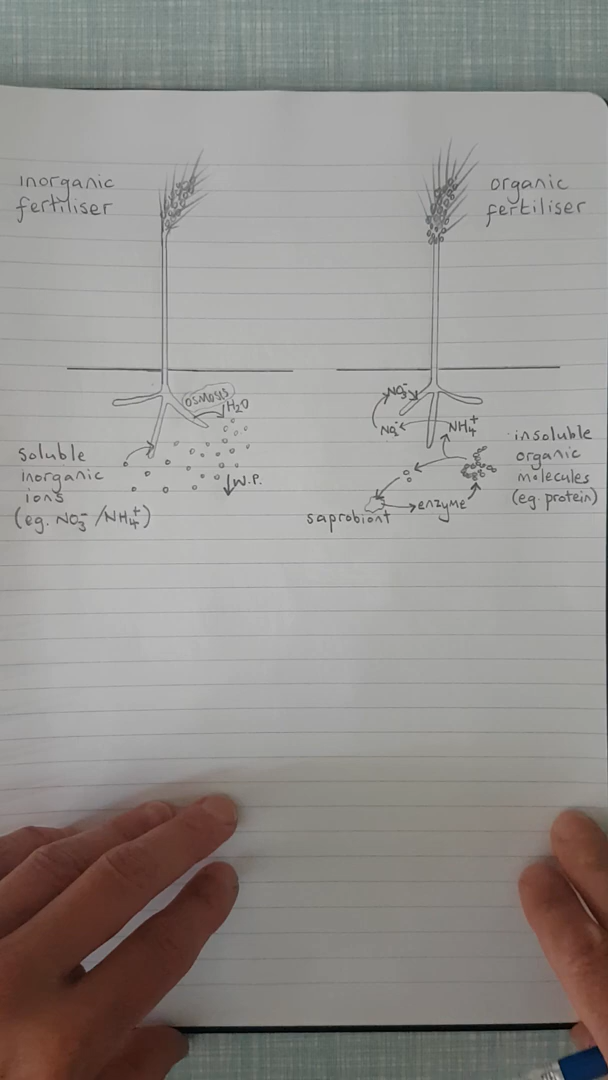 inorganic
fertiliser
organic
fertiliser
osmosis
H₂O
soluble
inorganic
ions
(eg. NO₃⁻/NH₄⁺)
↓W.P.
NO₃⁻
NO₂⁻
NH₄⁺
insoluble
organic
molecules
(eg. protein)
enzyme
saprobiont